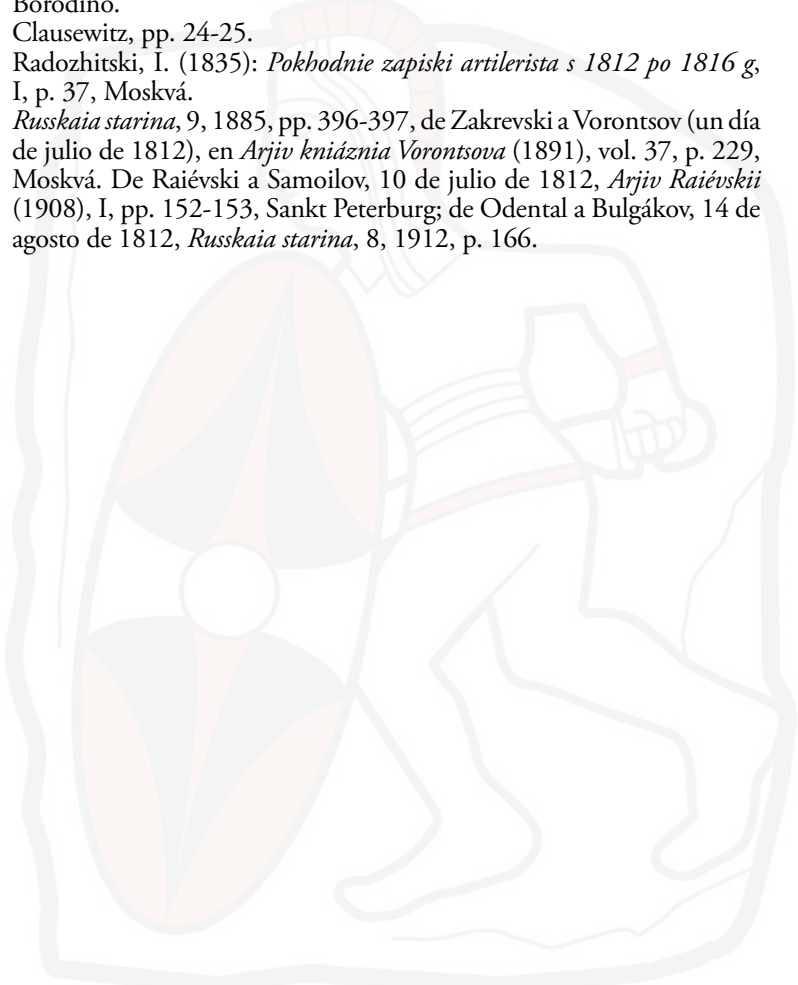 Borodino.
Clausewitz, pp. 24-25.
Radozhitski, I. (1835): Pokhodnie zapiski artilerista s 1812 po 1816 g,
I, p. 37, Moskvá.
Russkaia starina, 9, 1885, pp. 396-397, de Zakrevski a Vorontsov (un día
de julio de 1812), en Arjiv kniáznia Vorontsova (1891), vol. 37, p. 229,
Moskvá. De Raiévski a Samoilov, 10 de julio de 1812, Arjiv Raiévskii
(1908), I, pp. 152-153, Sankt Peterburg; de Odental a Bulgákov, 14 de
agosto de 1812, Russkaia starina, 8, 1912, p. 166.